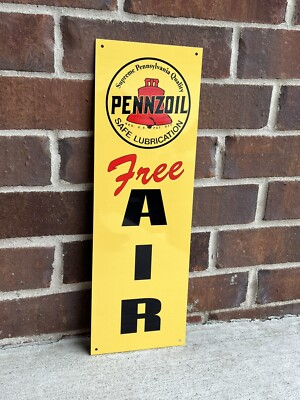 Supreme Pennsylvania Quality
PENNZOIL
SAFE LUBRICATION
Free
A
I
R